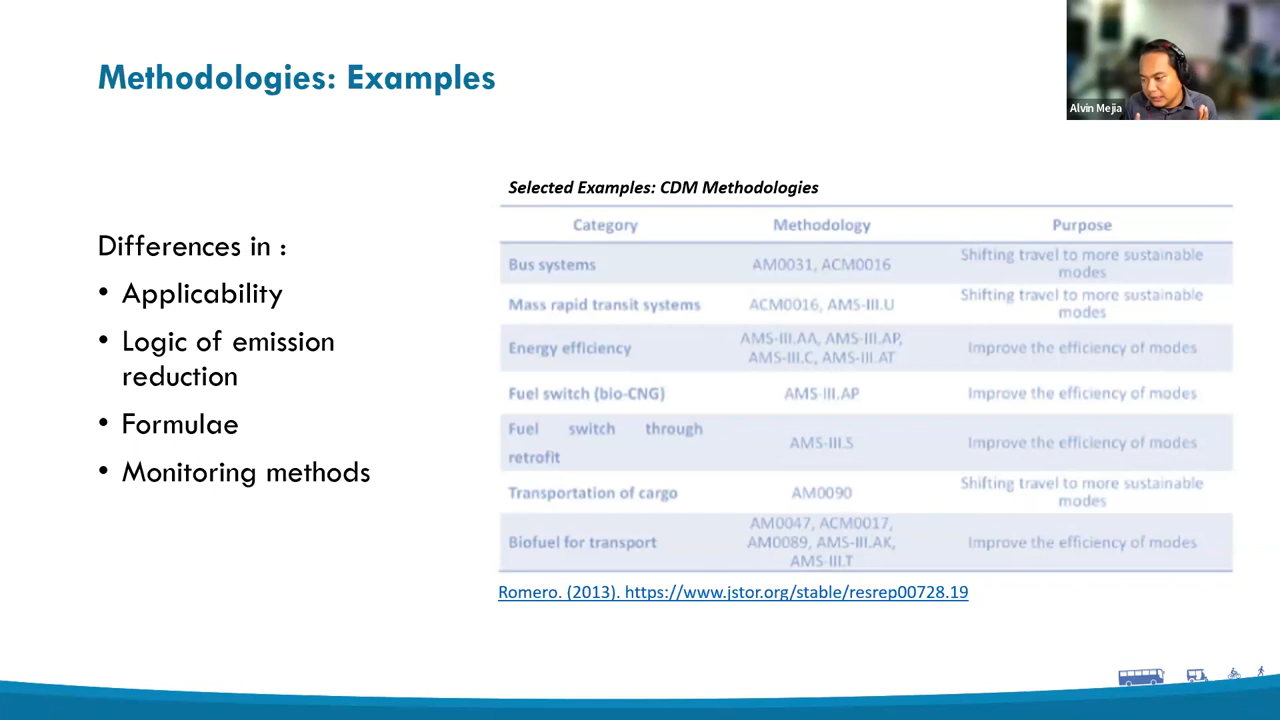 Methodologies: Examples
Alvin Mejia
Differences in :
• Applicability
• Logic of emission
reduction
• Formulae
• Monitoring methods
Selected Examples: CDM Methodologies
Category Methodology Purpose
Bus systems AM0031, ACM0016 Shifting travel to more sustainable
modes
Mass rapid transit systems ACM0016, AMS-III.U Shifting travel to more sustainable
modes
Energy efficiency AMS-III.AA, AMS-III.AP, Improve the efficiency of modes
AMS-III.C, AMS-III.AT
Fuel switch (bio-CNG) AMS-III.AP Improve the efficiency of modes
Fuel switch through
retrofit AMS-III.S Improve the efficiency of modes
Transportation of cargo AM0090 Shifting travel to more sustainable
modes
Biofuel for transport AM0047, ACM0017, Improve the efficiency of modes
AM0089, AMS-III.AK,
AMS-III.T
Romero. (2013). https://www.jstor.org/stable/resrep00728.19